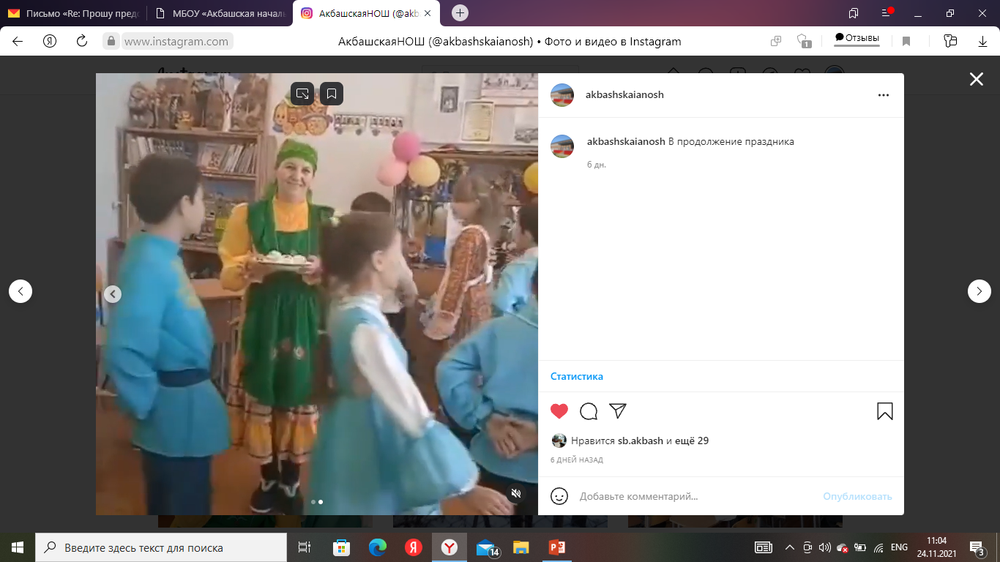 Письмо «Re: Прошу предс
МБОУ «Акбашская началь
АкбашскаяНОШ (@akb
www.instagram.com
АкбашскаяНОШ (@akbashskaianosh) • Фото и видео в Instagram
1
Отзывы
akbashskaianosh
akbashskaianosh В продолжение праздника
6 дн.
Статистика
Нравится sb.akbash и ещё 29
6 ДНЕЙ НАЗАД
Добавьте комментарий...
Опубликовать
Введите здесь текст для поиска
14
ENG
11:04
24.11.2021
3